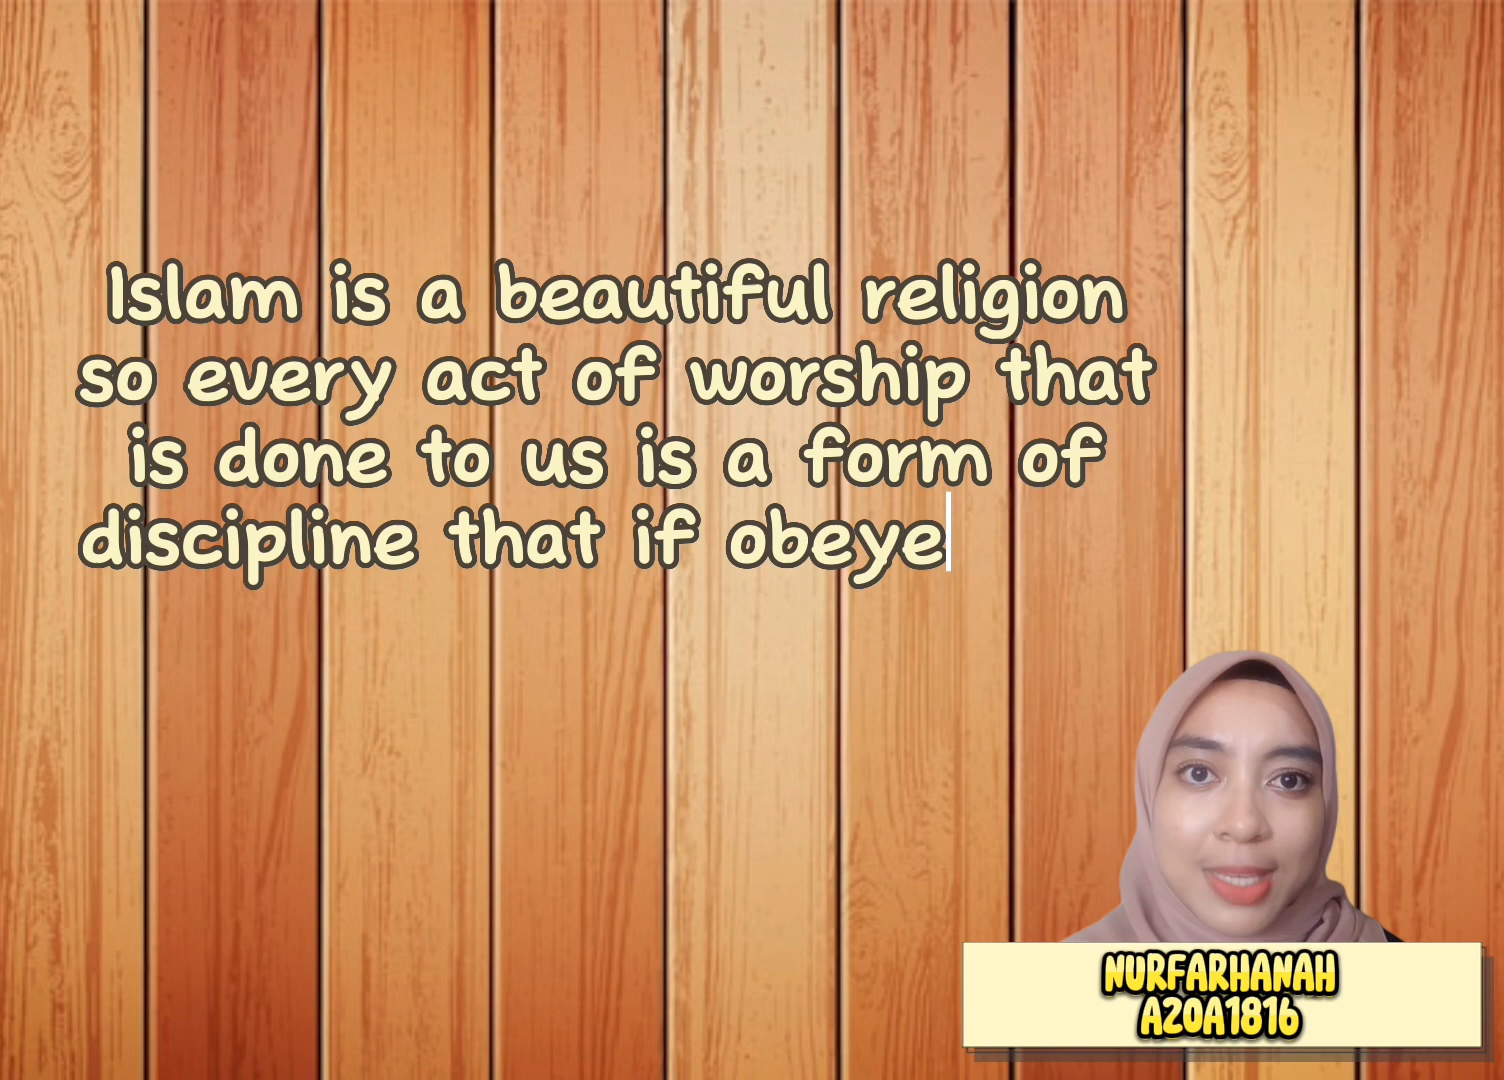 Islam is a beautiful religion
so every act of worship that
is done to us is a form of
discipline that if obeye
NURFARHANAH
A20A1816